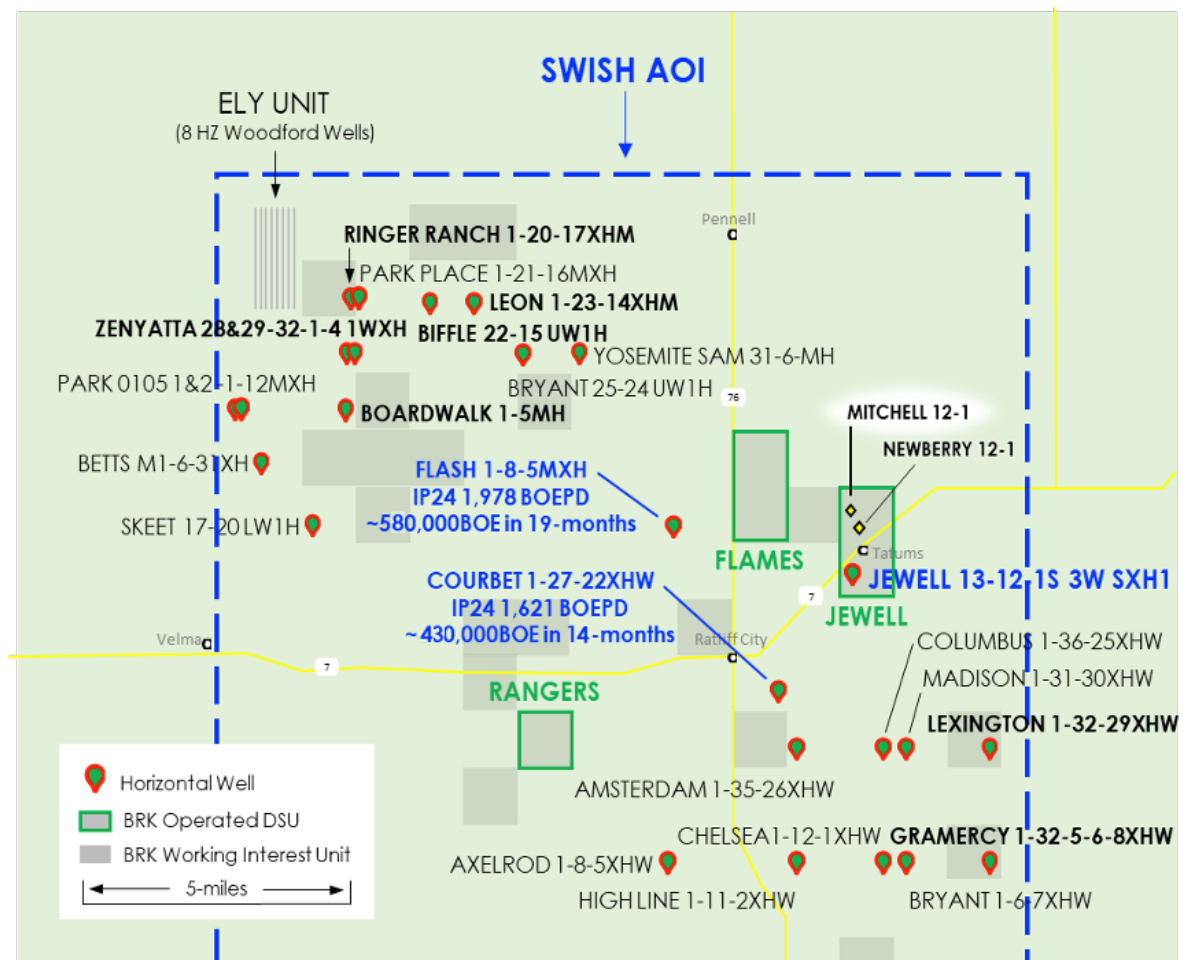 SWISH AOI
ELY UNIT
(8 HZ Woodford Wells)
Pennell
RINGER RANCH 1-20-17XHM
PARK PLACE 1-21-16MXH
LEON 1-23-14XHM
ZENYATTA 28&29-32-1-4 1WXH
BIFFLE 22-15 UW1H
YOSEMITE SAM 31-6-MH
PARK 0105 1&2-1-12MXH
BRYANT 25-24 UW1H
76
BOARDWALK 1-5MH
MITCHELL 12-1
NEWBERRY 12-1
BETTS M1-6-31XH
FLASH 1-8-5MXH
IP24 1,978 BOEPD
~580,000BOE in 19-months
SKEET 17-20 LW1H
FLAMES
Tatums
JEWELL 13-12-1S 3W SXH1
COURBET 1-27-22XHW
IP24 1,621 BOEPD
~430,000BOE in 14-months
7
JEWELL
Velma
Ratliff City
COLUMBUS 1-36-25XHW
7
MADISON 1-31-30XHW
RANGERS
LEXINGTON 1-32-29XHW
AMSTERDAM 1-35-26XHW
Horizontal Well
BRK Operated DSU
BRK Working Interest Unit
5-miles
CHELSEA1-12-1XHW
GRAMERCY 1-32-5-6-8XHW
AXELROD 1-8-5XHW
HIGH LINE 1-11-2XHW
BRYANT 1-6-7XHW